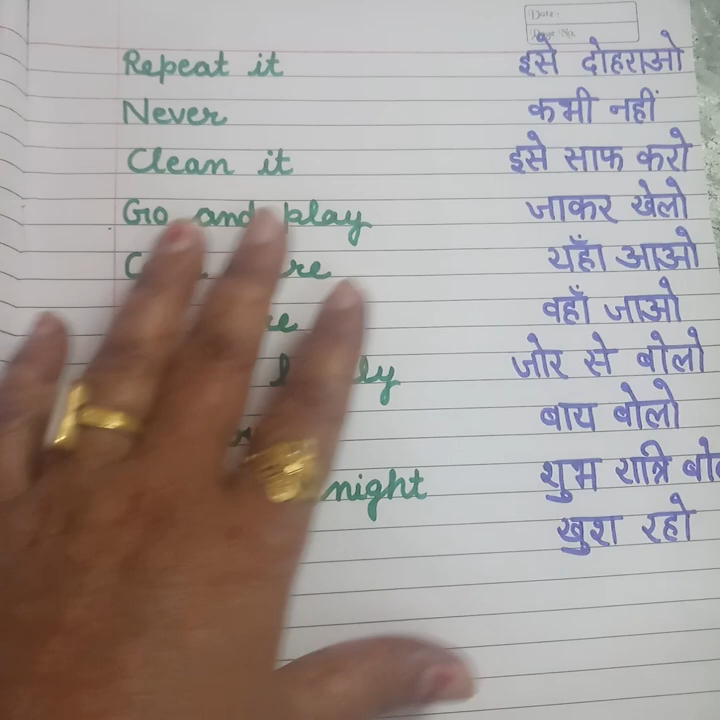 Date:
Page No.
Repeat it इसे दोहराओ
Never कभी नहीं
Clean it इसे साफ करो
Go and play जाकर खेलो
यहाँ आओ
वहाँ जाओ
जोर से बोलो
बाय बोलो
night शुभ रात्रि
खुश रहो